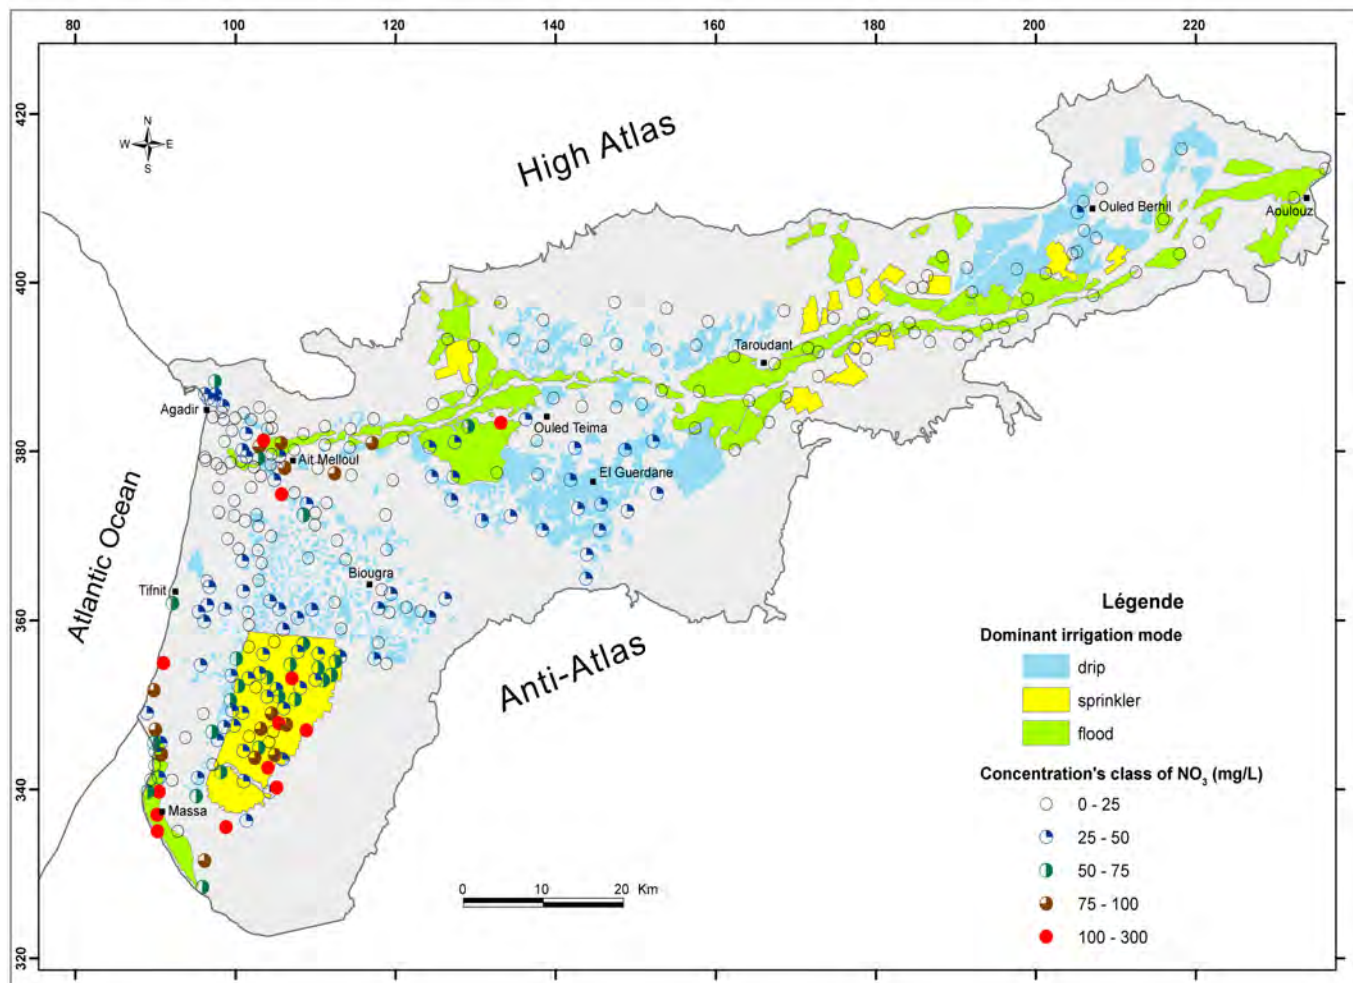 80 100 120 140 160 180 200 220
420
400
380
360
340
320
N
W E
S
High Atlas
Ouled Berhil
Aoulouz
Taroudant
Agadir
Ouled Teima
Ait Melloul
El Guerdane
Atlantic Ocean
Biougra
Tifnit
Anti-Atlas
Massa
0 10 20 Km
Légende
Dominant irrigation mode
drip
sprinkler
flood
Concentration's class of NO3 (mg/L)
0 - 25
25 - 50
50 - 75
75 - 100
100 - 300